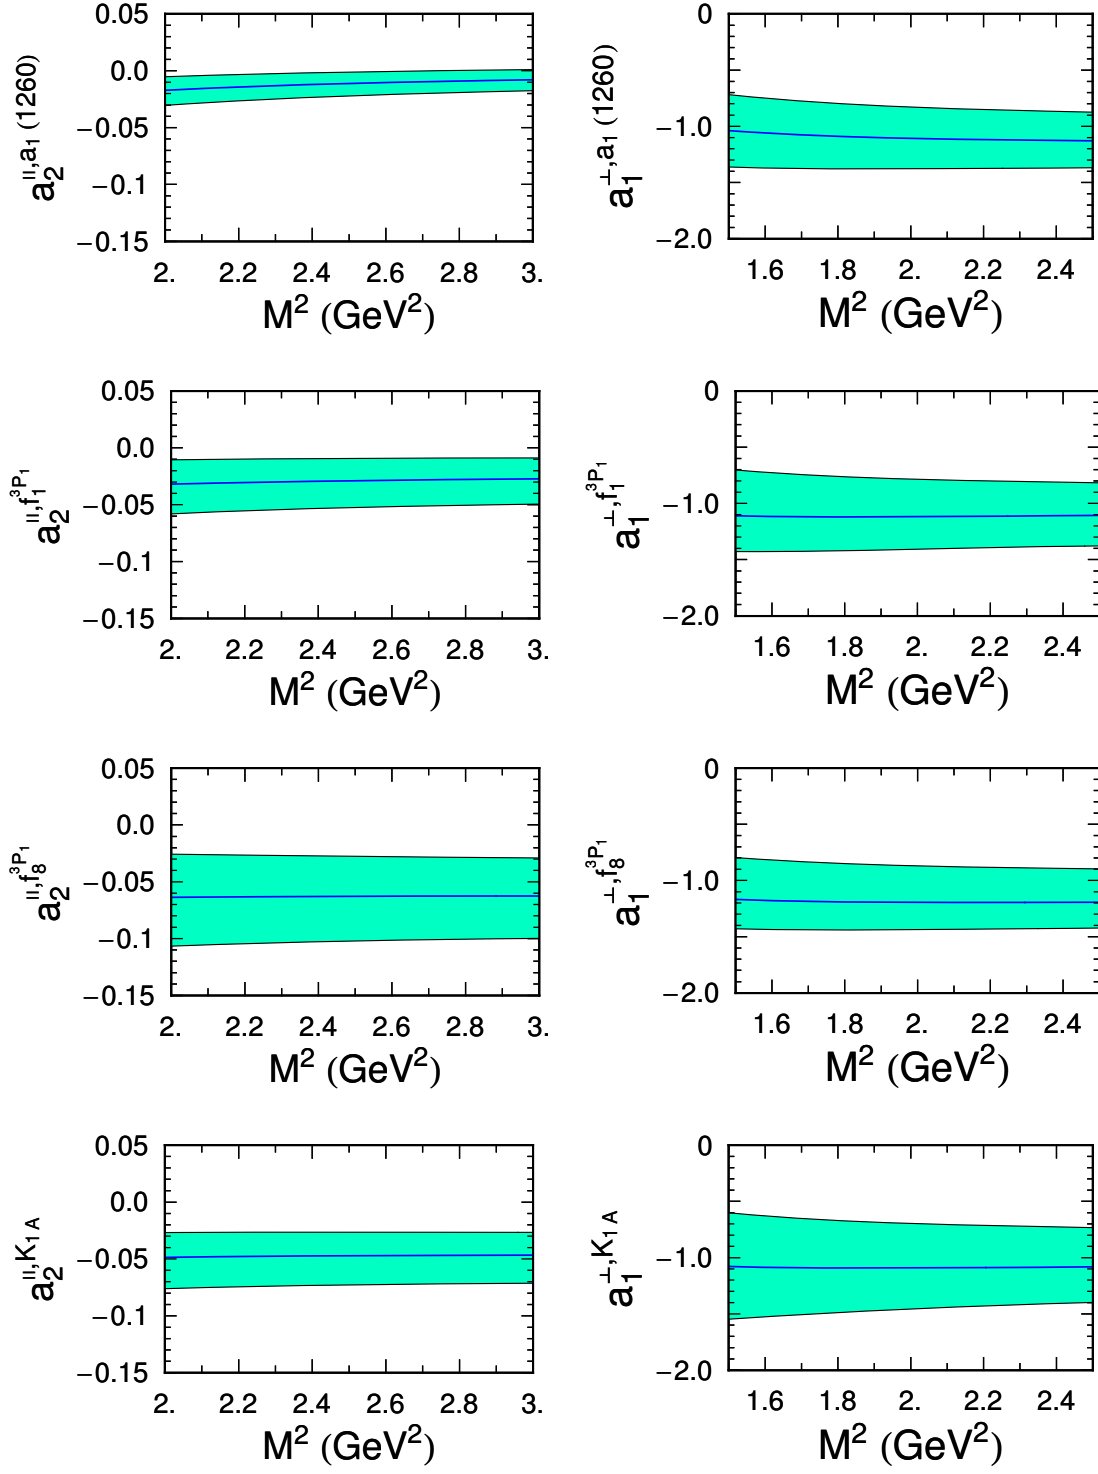 0.05
0.0
−0.05
−0.1
−0.15
2. 2.2 2.4 2.6 2.8 3.
M² (GeV²)
a₂^{||,a₁ (1260)}
0
−1.0
−2.0
1.6 1.8 2. 2.2 2.4
M² (GeV²)
a₁^{⊥,a₁ (1260)}
0.05
0.0
−0.05
−0.1
−0.15
2. 2.2 2.4 2.6 2.8 3.
M² (GeV²)
a₂^{||,f₁^{³P₁}}
0
−1.0
−2.0
1.6 1.8 2. 2.2 2.4
M² (GeV²)
a₁^{⊥,f₁^{³P₁}}
0.05
0.0
−0.05
−0.1
−0.15
2. 2.2 2.4 2.6 2.8 3.
M² (GeV²)
a₂^{||,f₈^{³P₁}}
0
−1.0
−2.0
1.6 1.8 2. 2.2 2.4
M² (GeV²)
a₁^{⊥,f₈^{³P₁}}
0.05
0.0
−0.05
−0.1
−0.15
2. 2.2 2.4 2.6 2.8 3.
M² (GeV²)
a₂^{||,K_{1 A}}
0
−1.0
−2.0
1.6 1.8 2. 2.2 2.4
M² (GeV²)
a₁^{⊥,K_{1 A}}